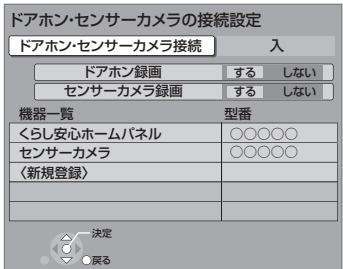 ドアホン・センサーカメラの接続設定
ドアホン・センサーカメラ接続 入
ドアホン録画 する しない
センサーカメラ録画 する しない
機器一覧 型番
くらし安心ホームパネル ○○○○○
センサーカメラ ○○○○○
〈新規登録〉
決定
戻る